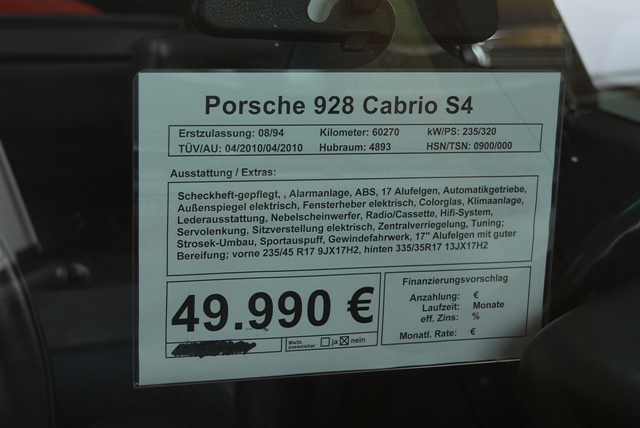 Porsche 928 Cabrio S4
Erstzulassung: 08/94 Kilometer: 60270 kW/PS: 235/320
TÜV/AU: 04/2010/04/2010 Hubraum: 4893 HSN/TSN: 0900/000
Ausstattung / Extras:
Scheckheft-gepflegt, , Alarmanlage, ABS, 17 Alufelgen, Automatikgetriebe,
Außenspiegel elektrisch, Fensterheber elektrisch, Colorglas, Klimaanlage,
Lederausstattung, Nebelscheinwerfer, Radio/Cassette, Hifi-System,
Servolenkung, Sitzverstellung elektrisch, Zentralverriegelung, Tuning;
Strosek-Umbau, Sportauspuff, Gewindefahrwerk, 17" Alufelgen mit guter
Bereifung; vorne 235/45 R17 9JX17H2, hinten 335/35R17 13JX17H2
49.990 €
MwSt. ausweisbar ja nein
Finanzierungsvorschlag
Anzahlung: €
Laufzeit: Monate
eff. Zins: %
Monatl. Rate: €